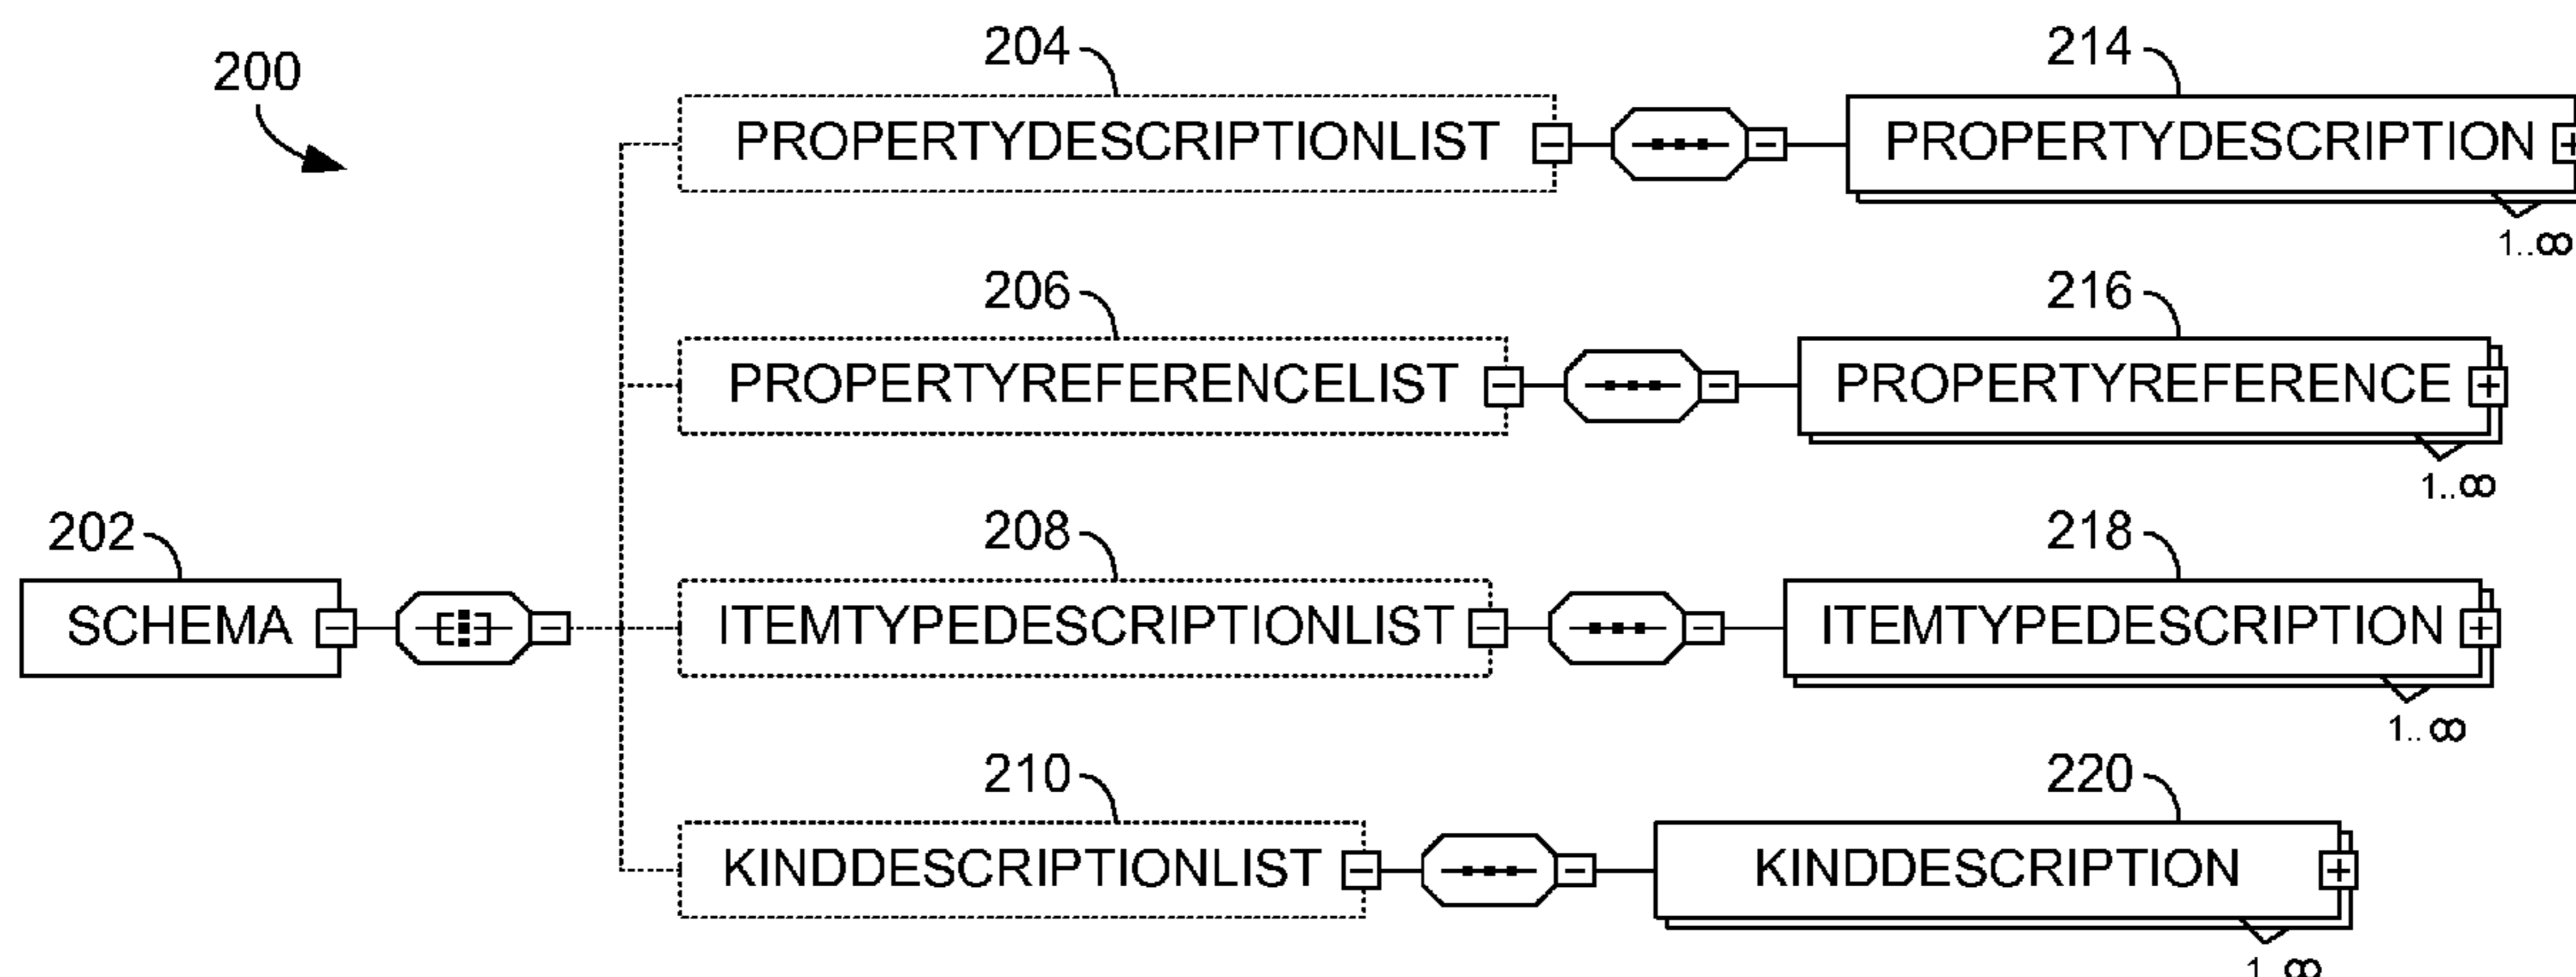 200
204
214
PROPERTYDESCRIPTIONLIST
PROPERTYDESCRIPTION
1..∞
206
216
PROPERTYREFERENCELIST
PROPERTYREFERENCE
1..∞
202
208
218
SCHEMA
ITEMTYPEDESCRIPTIONLIST
ITEMTYPEDESCRIPTION
1..∞
210
220
KINDDESCRIPTIONLIST
KINDDESCRIPTION
1..∞